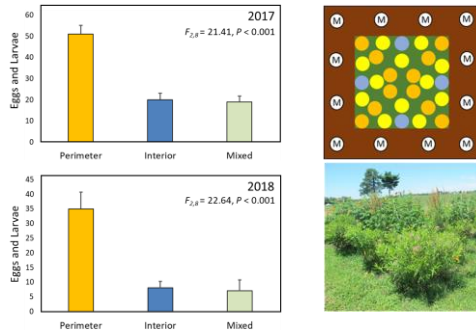 2017
F2,8 = 21.41, P < 0.001
Eggs and Larvae
60
50
40
30
20
10
0
Perimeter Interior Mixed
2018
F2,8 = 22.64, P < 0.001
Eggs and Larvae
45
40
35
30
25
20
15
10
5
0
Perimeter Interior Mixed
M M M M
M M
M M
M M M M